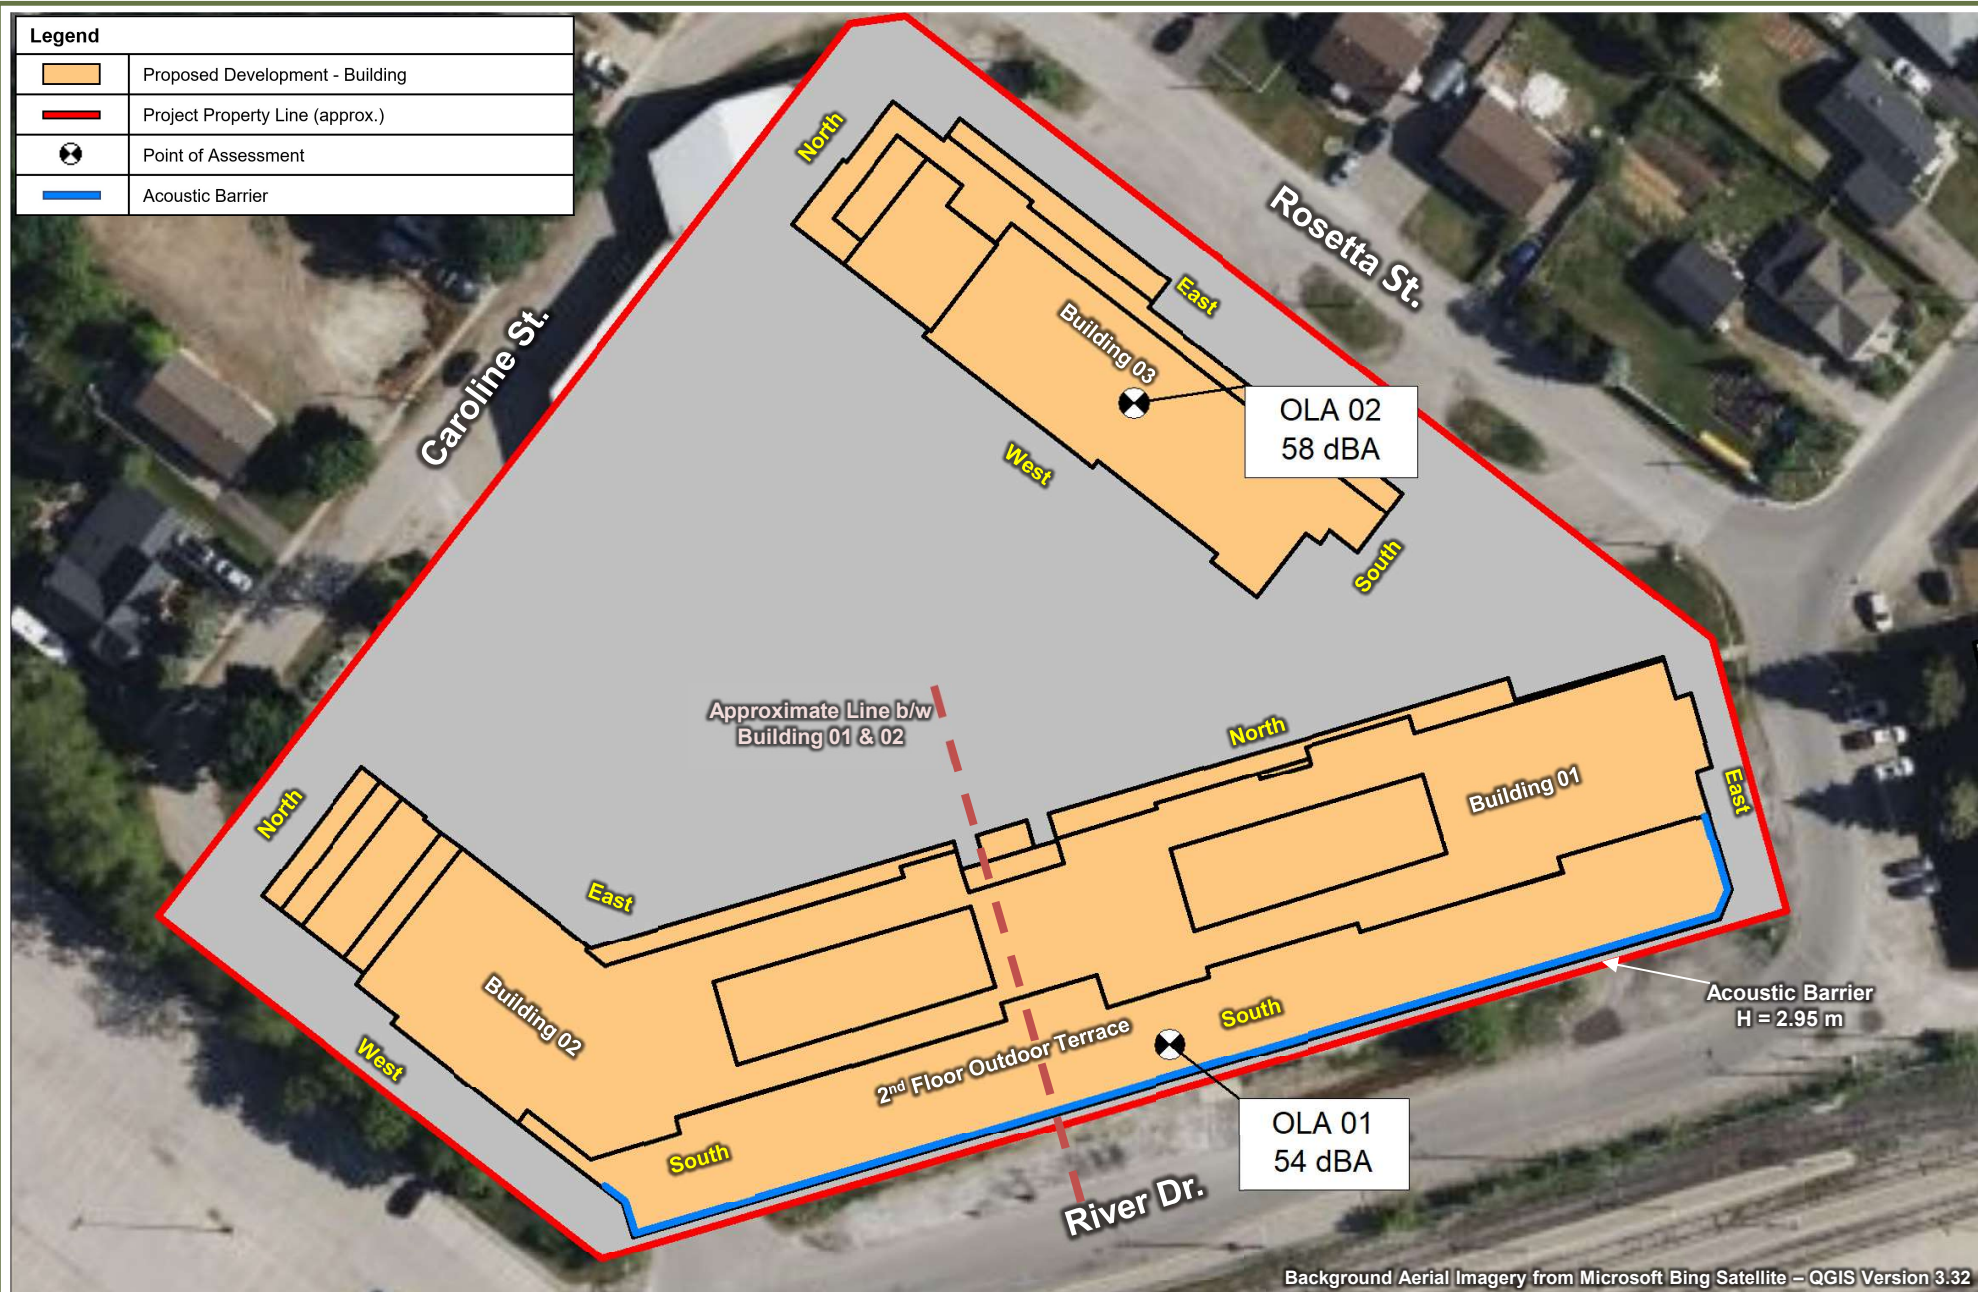 Legend
Proposed Development - Building
Project Property Line (approx.)
Point of Assessment
Acoustic Barrier
North
Rosetta St.
East
Building 03
Caroline St.
OLA 02
58 dBA
West
South
Approximate Line b/w
Building 01 & 02
North
Building 01
East
North
East
Building 02
West
South
2nd Floor Outdoor Terrace
South
Acoustic Barrier
H = 2.95 m
OLA 01
54 dBA
River Dr.
Background Aerial Imagery from Microsoft Bing Satellite – QGIS Version 3.32